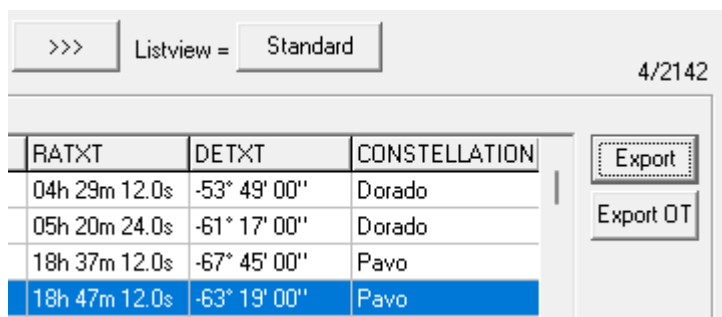 >>> Listview = Standard
4/2142
RATXT DETXT CONSTELLATION Export
04h 29m 12.0s -53° 49' 00'' Dorado
05h 20m 24.0s -61° 17' 00'' Dorado Export OT
18h 37m 12.0s -67° 45' 00'' Pavo
18h 47m 12.0s -63° 19' 00'' Pavo